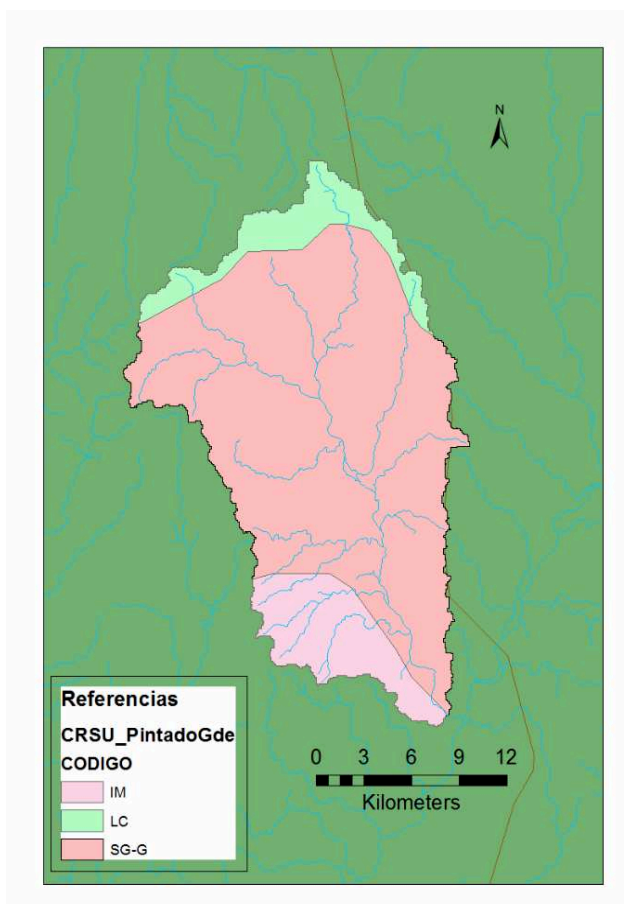 N
Referencias
CRSU_PintadoGde
CODIGO
IM
LC
SG-G
0 3 6 9 12
Kilometers